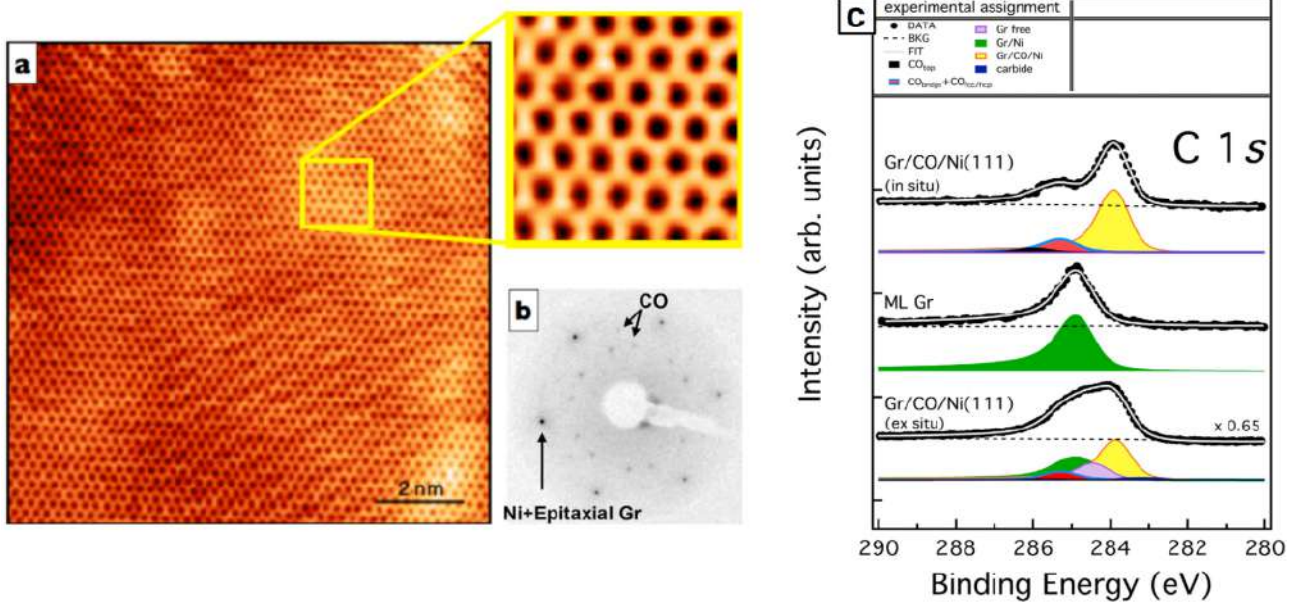 a
2 nm
b
CO
Ni+Epitaxial Gr
c
experimental assignment
DATA
BKG
FIT
CO_top
CO_bridge+CO_fcc/hcp
Gr free
Gr/Ni
Gr/CO/Ni
carbide
C 1s
Gr/CO/Ni(111)
(in situ)
ML Gr
Gr/CO/Ni(111)
(ex situ)
x 0.65
Intensity (arb. units)
290 288 286 284 282 280
Binding Energy (eV)